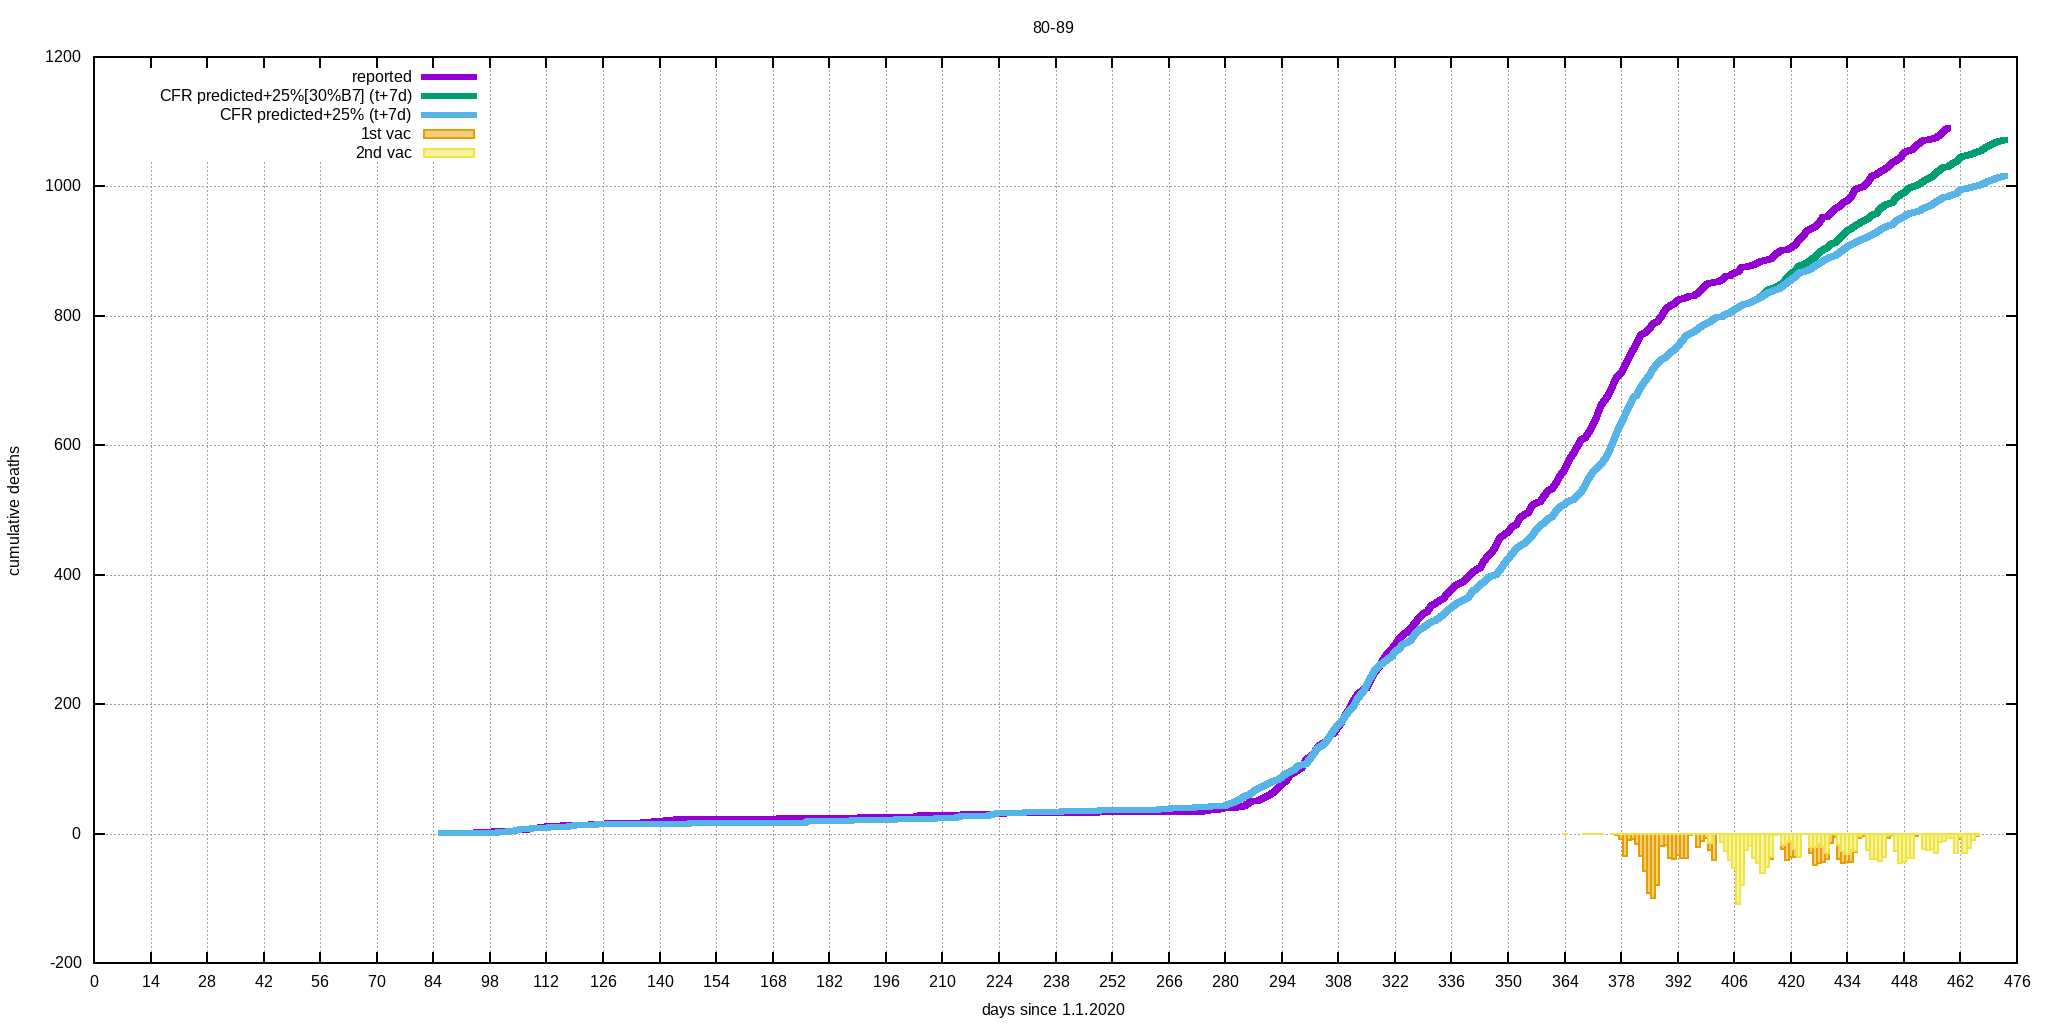 80-89
1200
1000
800
600
400
200
0
-200
cumulative deaths
reported
CFR predicted+25%[30%B7] (t+7d)
CFR predicted+25% (t+7d)
1st vac
2nd vac
0 14 28 42 56 70 84 98 112 126 140 154 168 182 196 210 224 238 252 266 280 294 308 322 336 350 364 378 392 406 420 434 448 462 476
days since 1.1.2020